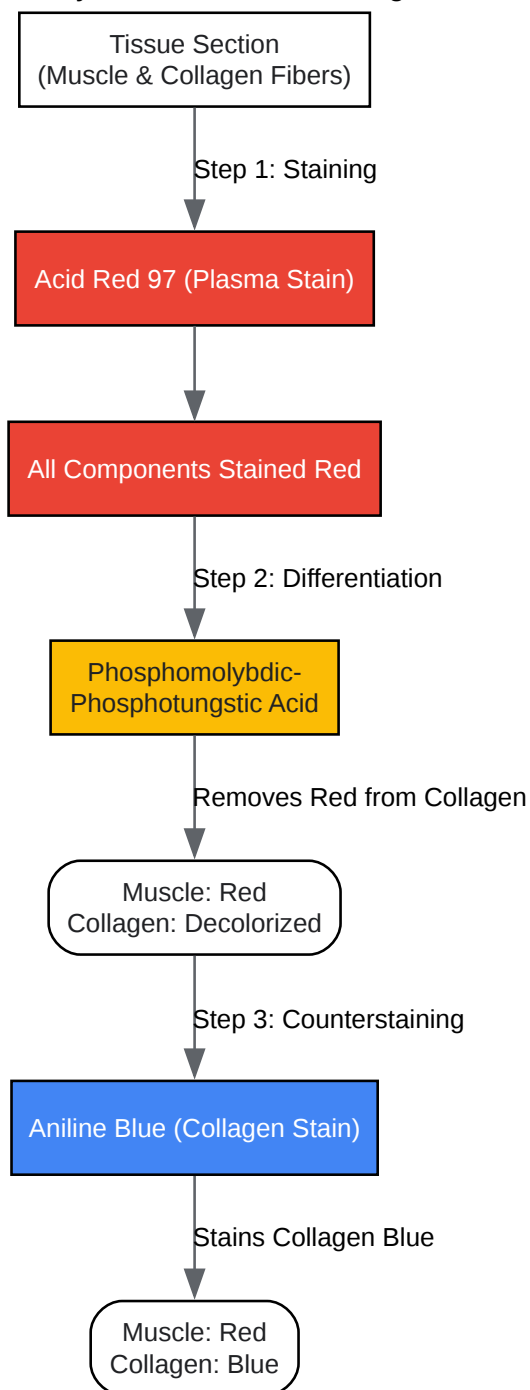 Tissue Section
(Muscle & Collagen Fibers)
Step 1: Staining
Acid Red 97 (Plasma Stain)
All Components Stained Red
Step 2: Differentiation
Phosphomolybdic-
Phosphotungstic Acid
Removes Red from Collagen
Muscle: Red
Collagen: Decolorized
Step 3: Counterstaining
Aniline Blue (Collagen Stain)
Stains Collagen Blue
Muscle: Red
Collagen: Blue